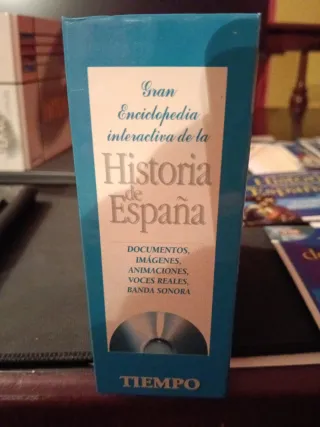 Gran
Enciclopedia
interactiva de la
Historia
de
España
DOCUMENTOS,
IMÁGENES,
ANIMACIONES,
VOCES REALES,
BANDA SONORA
TIEMPO